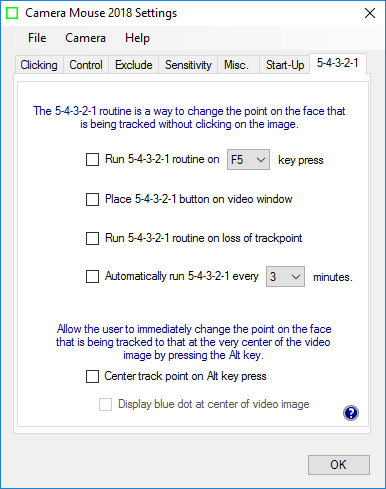 Camera Mouse 2018 Settings
File Camera Help
Clicking Control Exclude Sensitivity Misc. Start-Up 5-4-3-2-1
The 5-4-3-2-1 routine is a way to change the point on the face that
is being tracked without clicking on the image.
Run 5-4-3-2-1 routine on F5 key press
Place 5-4-3-2-1 button on video window
Run 5-4-3-2-1 routine on loss of trackpoint
Automatically run 5-4-3-2-1 every 3 minutes.
Allow the user to immediately change the point on the face
that is being tracked to that at the very center of the video
image by pressing the Alt key.
Center track point on Alt key press
Display blue dot at center of video image
?
OK